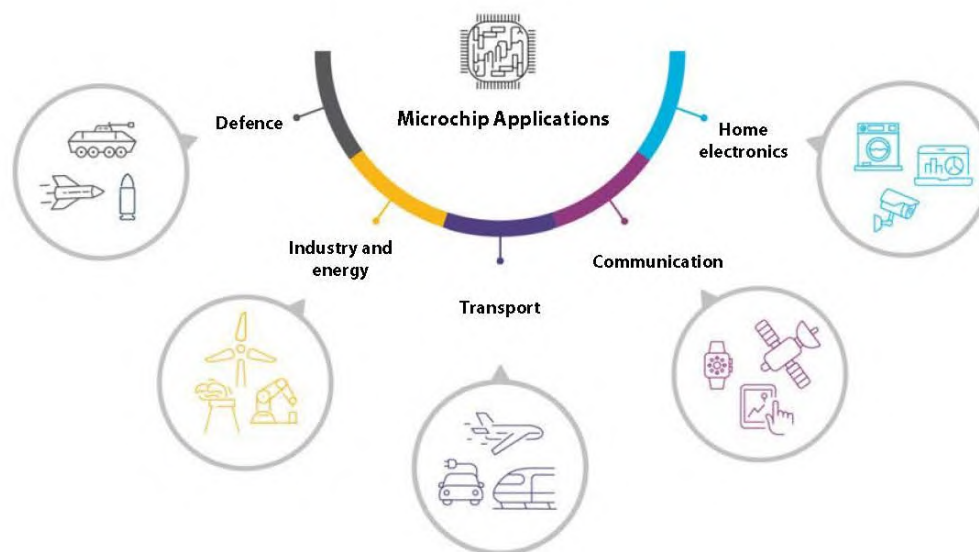 Microchip Applications
Defence
Industry and
energy
Transport
Communication
Home
electronics